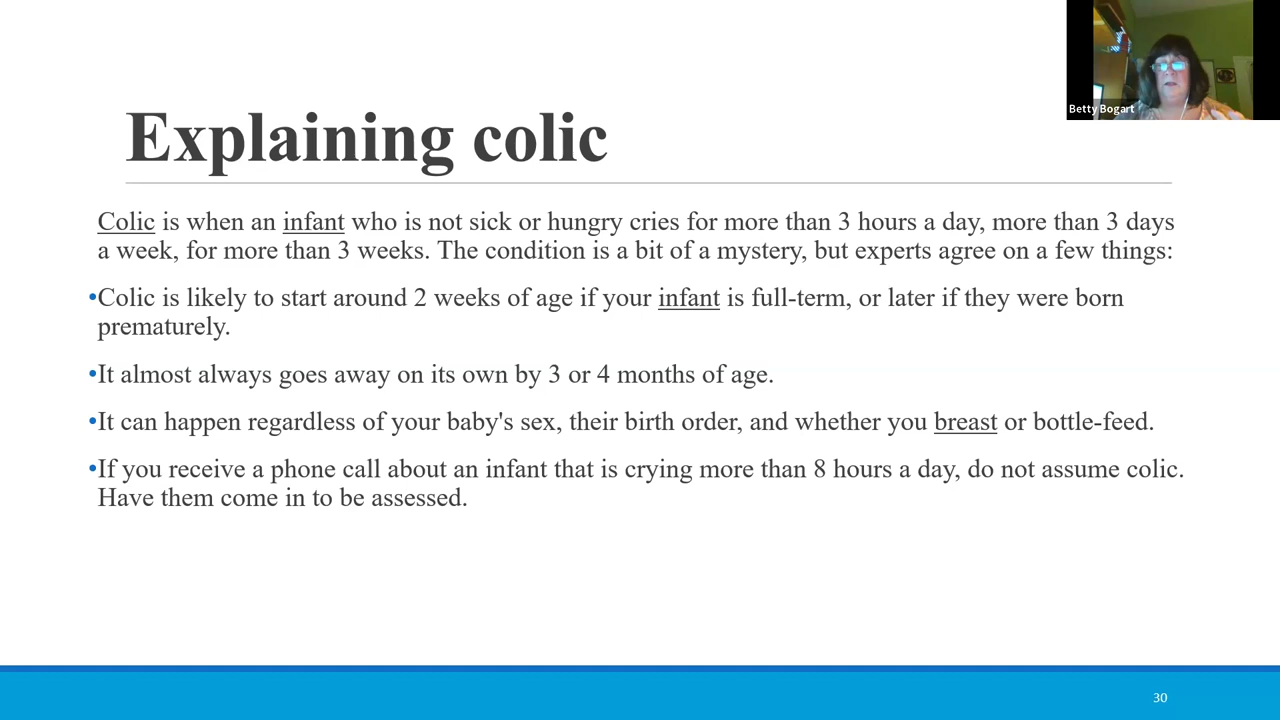 Betty Bogart
Explaining colic
Colic is when an infant who is not sick or hungry cries for more than 3 hours a day, more than 3 days
a week, for more than 3 weeks. The condition is a bit of a mystery, but experts agree on a few things:
•Colic is likely to start around 2 weeks of age if your infant is full-term, or later if they were born
prematurely.
•It almost always goes away on its own by 3 or 4 months of age.
•It can happen regardless of your baby's sex, their birth order, and whether you breast or bottle-feed.
•If you receive a phone call about an infant that is crying more than 8 hours a day, do not assume colic.
Have them come in to be assessed.
30